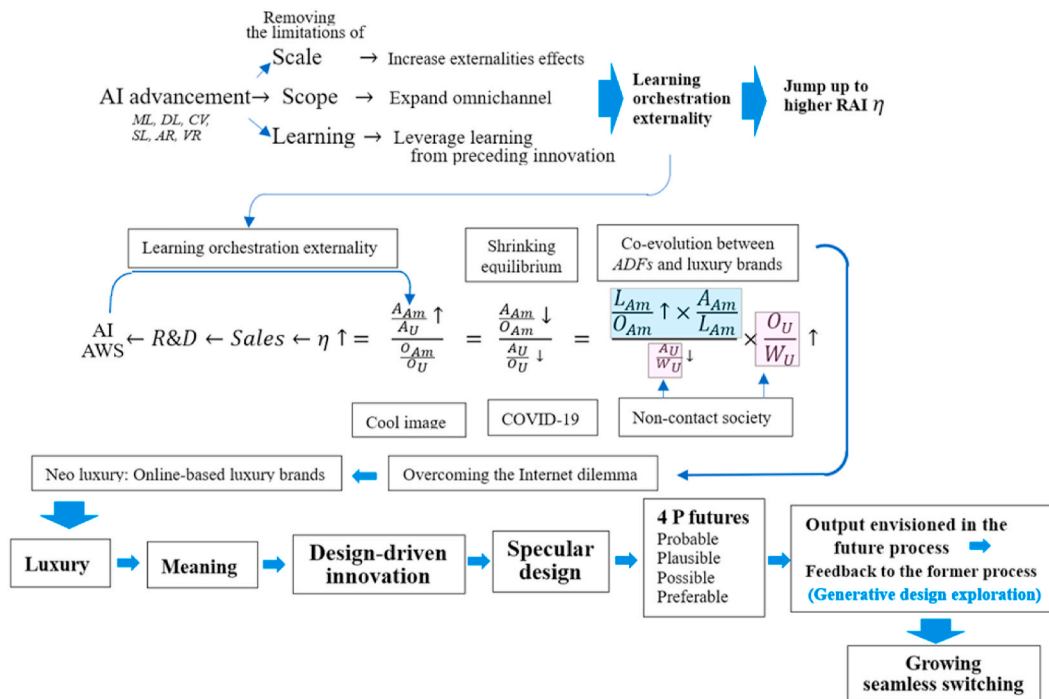 Removing
the limitations of
Scale → Increase externalities effects
AI advancement → Scope → Expand omnichannel
ML, DL, CV,
SL, AR, VR
Learning → Leverage learning
from preceding innovation
Learning
orchestration
externality
Jump up to
higher RAI η
Learning orchestration externality
Shrinking
equilibrium
Co-evolution between
ADFs and luxury brands
AI
AWS ← R&D ← Sales ← η ↑ = (A_Am/A_U ↑)/(O_Am/O_U) = (A_Am/O_Am ↓)/(A_U/O_U ↓) = (L_Am/O_Am ↑ × A_Am/L_Am)/(A_U/W_U ↓) × O_U/W_U ↑
Cool image
COVID-19
Non-contact society
Neo luxury: Online-based luxury brands
Overcoming the Internet dilemma
Luxury
Meaning
Design-driven
innovation
Specular
design
4 P futures
Probable
Plausible
Possible
Preferable
Output envisioned in the
future process
Feedback to the former process
(Generative design exploration)
Growing
seamless switching